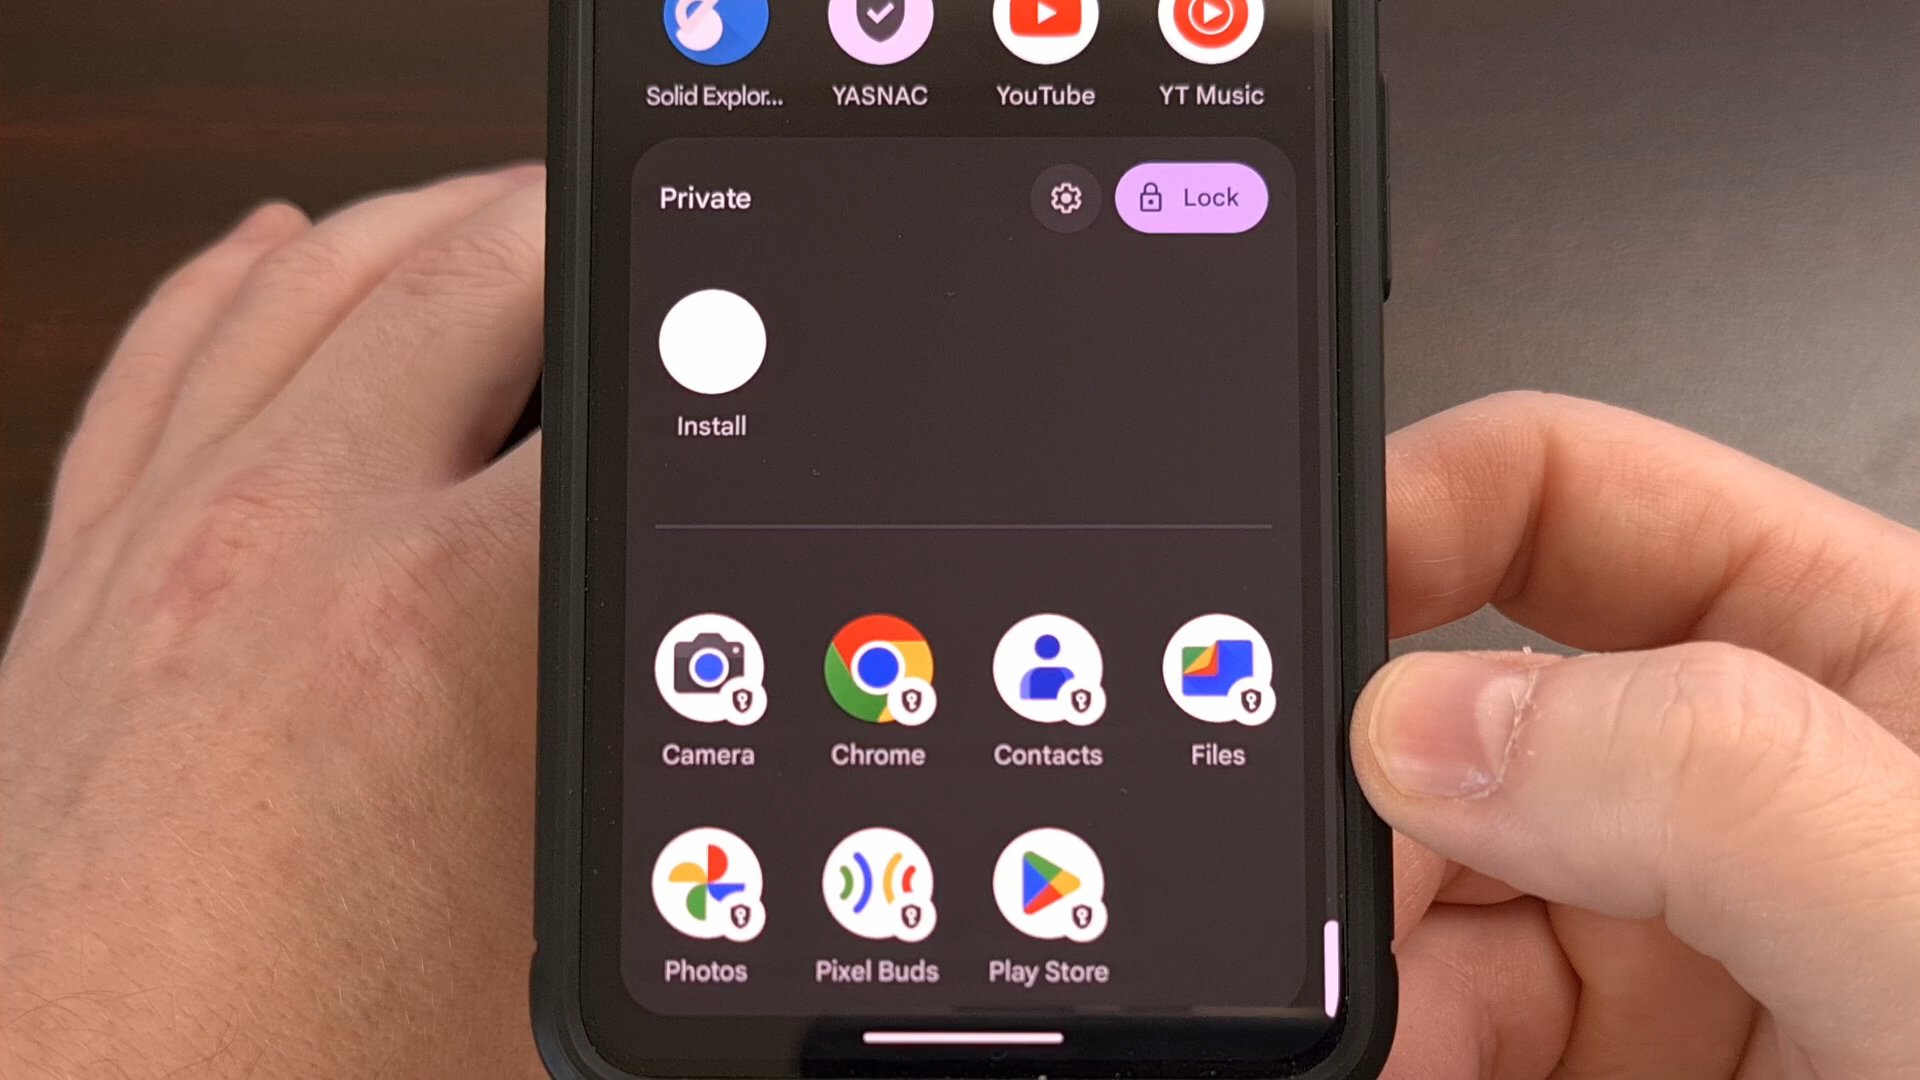 Solid Explor... YASNAC YouTube YT Music
Private Lock
Install
Camera Chrome Contacts Files
Photos Pixel Buds Play Store